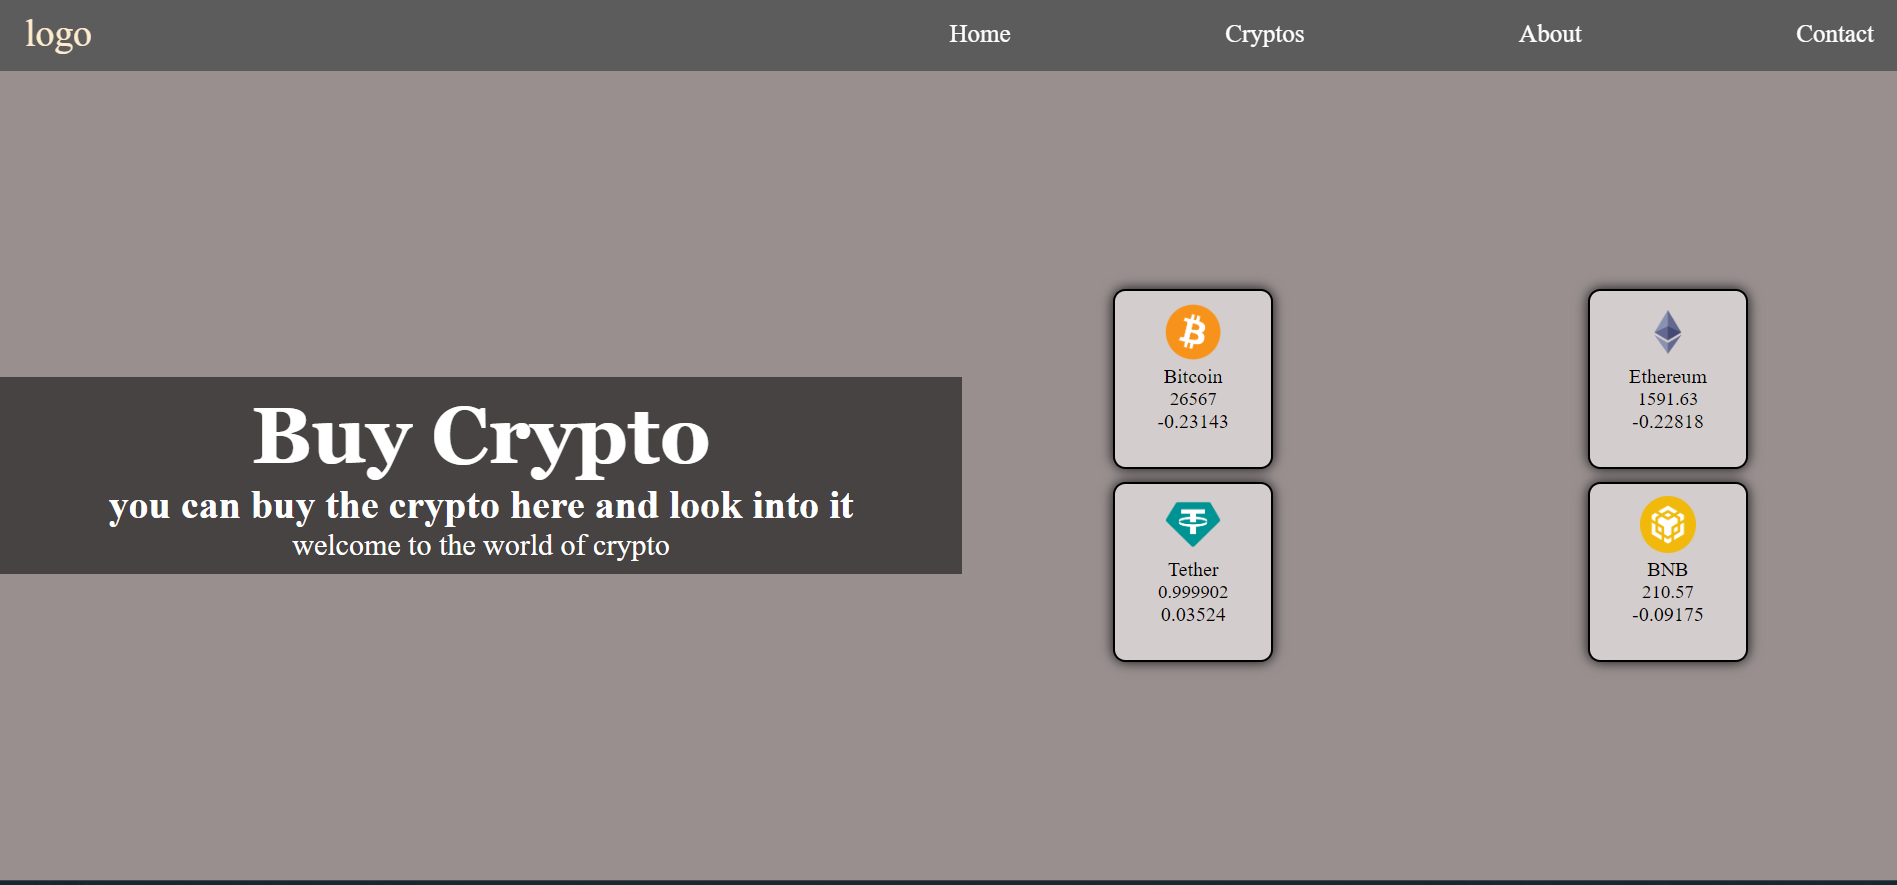 logo
Home
Cryptos
About
Contact
Buy Crypto
you can buy the crypto here and look into it
welcome to the world of crypto
Bitcoin
26567
-0.23143
Ethereum
1591.63
-0.22818
Tether
0.999902
0.03524
BNB
210.57
-0.09175